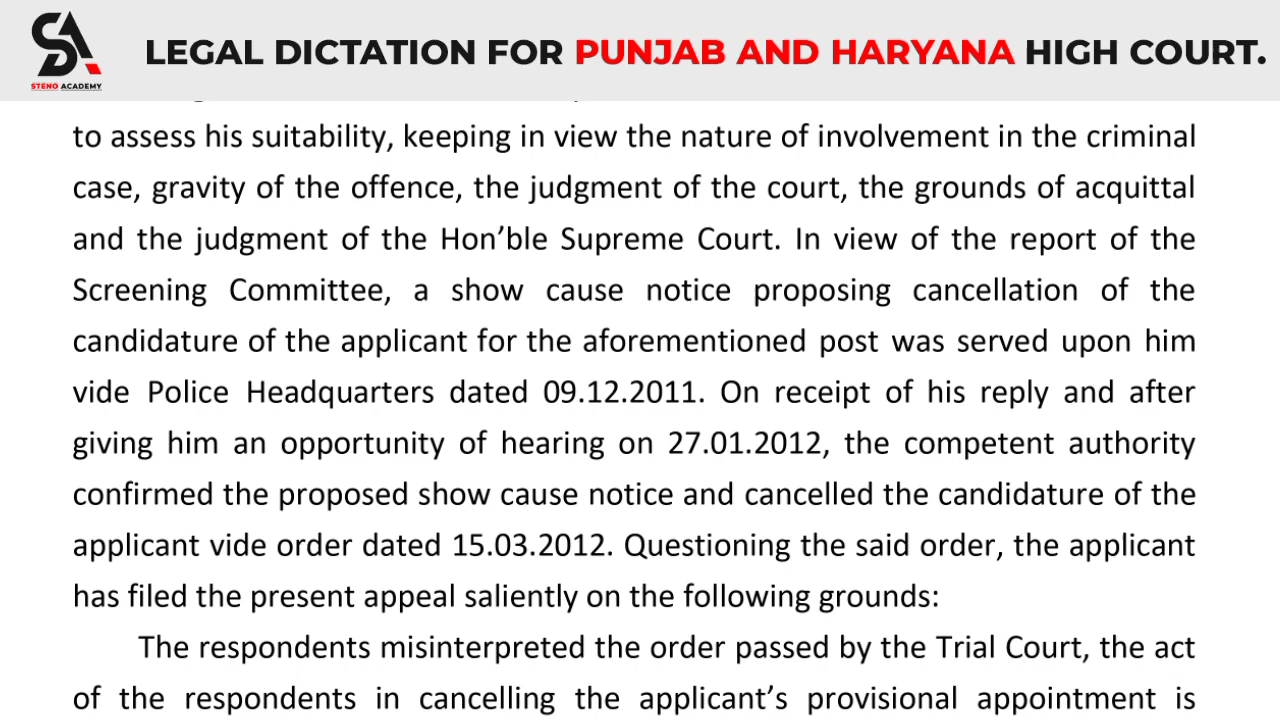 LEGAL DICTATION FOR PUNJAB AND HARYANA HIGH COURT.
SA
STENO ACADEMY
to assess his suitability, keeping in view the nature of involvement in the criminal
case, gravity of the offence, the judgment of the court, the grounds of acquittal
and the judgment of the Hon’ble Supreme Court. In view of the report of the
Screening Committee, a show cause notice proposing cancellation of the
candidature of the applicant for the aforementioned post was served upon him
vide Police Headquarters dated 09.12.2011. On receipt of his reply and after
giving him an opportunity of hearing on 27.01.2012, the competent authority
confirmed the proposed show cause notice and cancelled the candidature of the
applicant vide order dated 15.03.2012. Questioning the said order, the applicant
has filed the present appeal saliently on the following grounds:
The respondents misinterpreted the order passed by the Trial Court, the act
of the respondents in cancelling the applicant’s provisional appointment is